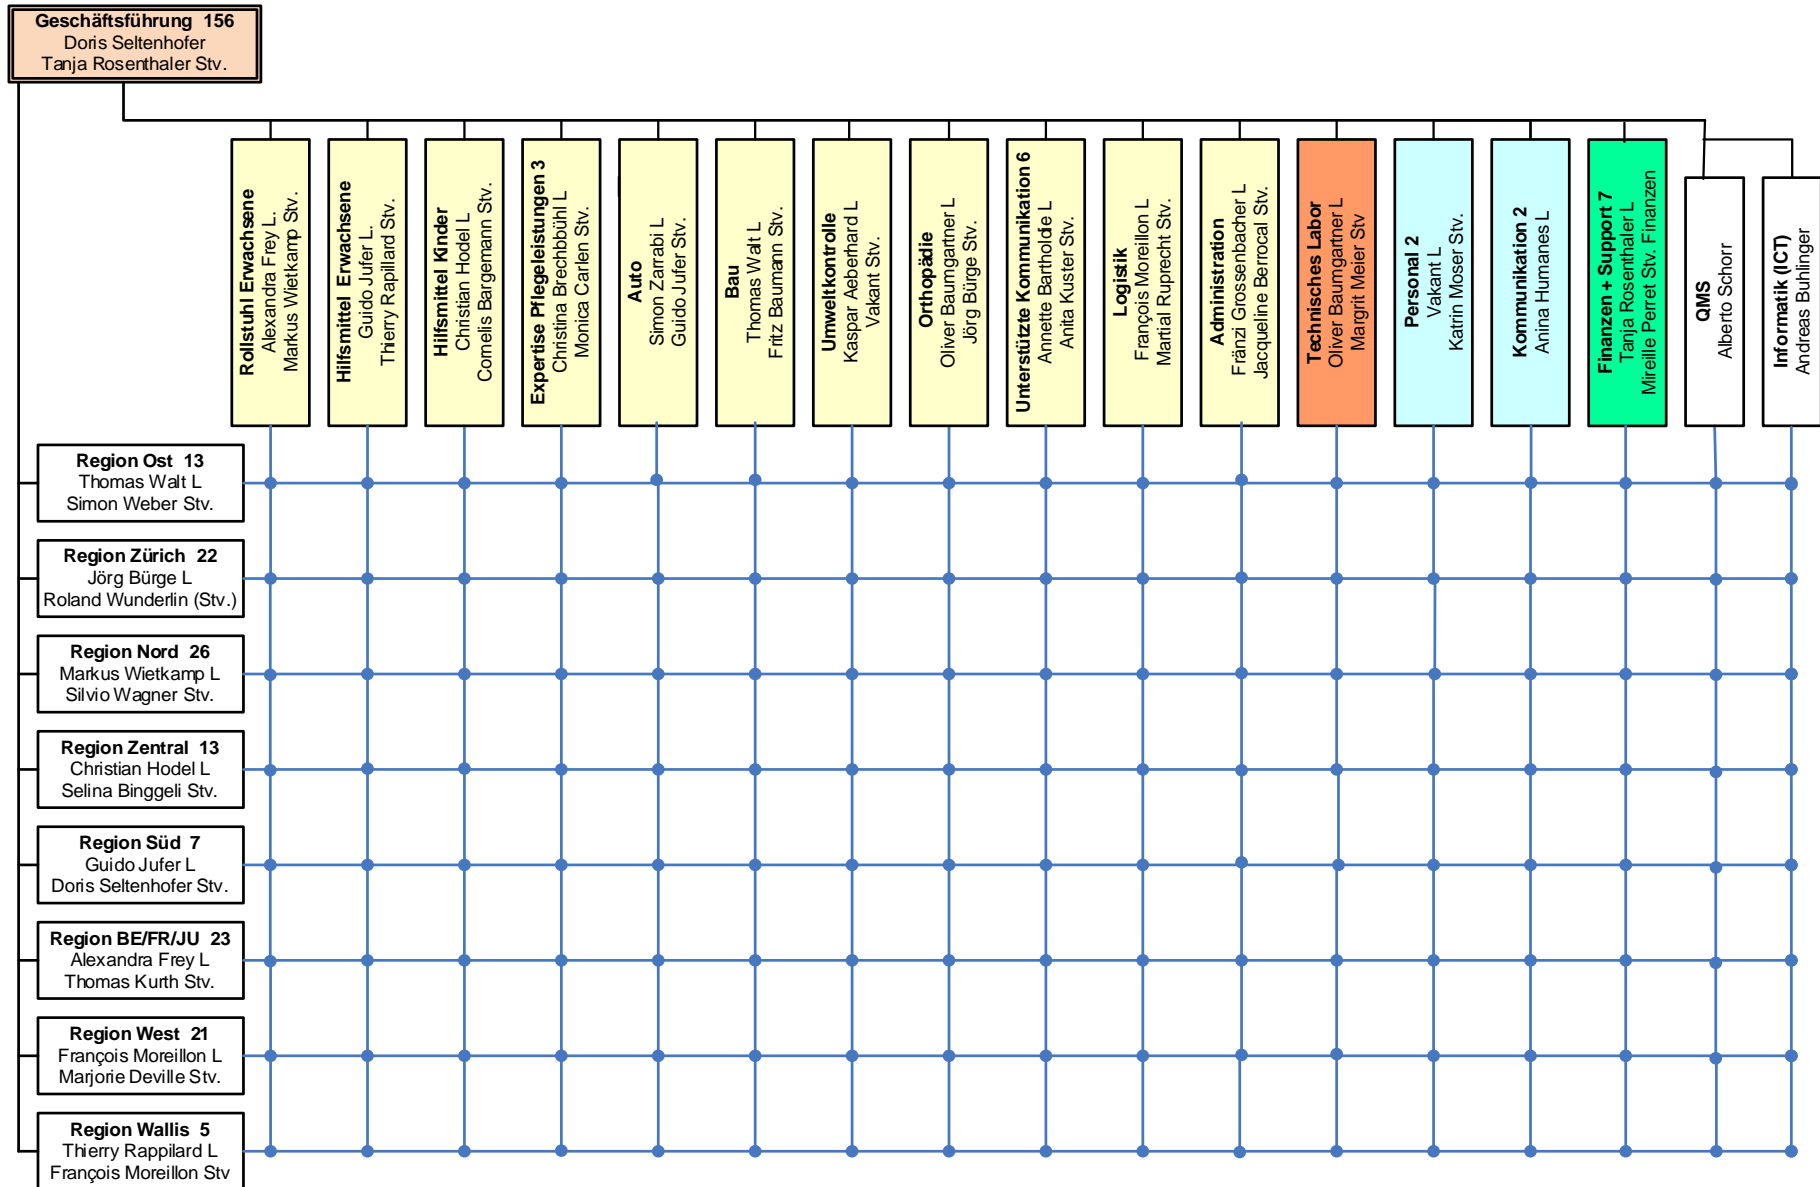 Geschäftsführung 156
Doris Seltenhofer
Tanja Rosenthaler Stv.
Rollstuhl Erwachsene
Alexandra Frey L.
Markus Wietkamp Stv.
Hilfsmittel Erwachsene
Guido Jufer L.
Thierry Rapillard Stv.
Hilfsmittel Kinder
Christian Hodel L
Cornelis Bargemann Stv.
Expertise Pflegeleistungen 3
Christina Brechbbühl L
Monica Carlen Stv.
Auto
Simon Zarrabi L
Guido Jufer Stv.
Bau
Thomas Walt L
Fritz Baumann Stv.
Umweltkontrolle
Kaspar Aeberhard L
Vakant Stv.
Orthopädie
Oliver Baumgartner L
Jörg Bürge Stv.
Unterstützte Kommunikation 6
Annette Bartholdie L
Anita Kuster Stv.
Logistik
François Moreillon L
Martial Ruprecht Stv.
Administration
Fränzi Grossenbacher L
Jacqueline Berrocal Stv.
Technisches Labor
Oliver Baumgartner L
Margrit Meier Stv
Personal 2
Vakant L
Katrin Moser Stv.
Kommunikation 2
Anina Humanes L
Finanzen + Support 7
Tanja Rosenthaler L
Mireille Perret Stv. Finanzen
QMS
Alberto Schorr
Informatik (ICT)
Andreas Buhlinger
Region Ost 13
Thomas Walt L
Simon Weber Stv.
Region Zürich 22
Jörg Bürge L
Roland Wunderlin (Stv.)
Region Nord 26
Markus Wietkamp L
Silvio Wagner Stv.
Region Zentral 13
Christian Hodel L
Selina Binggeli Stv.
Region Süd 7
Guido Jufer L
Doris Seltenhofer Stv.
Region BE/FR/JU 23
Alexandra Frey L
Thomas Kurth Stv.
Region West 21
François Moreillon L
Marjorie Deville Stv.
Region Wallis 5
Thierry Rappilard L
François Moreillon Stv